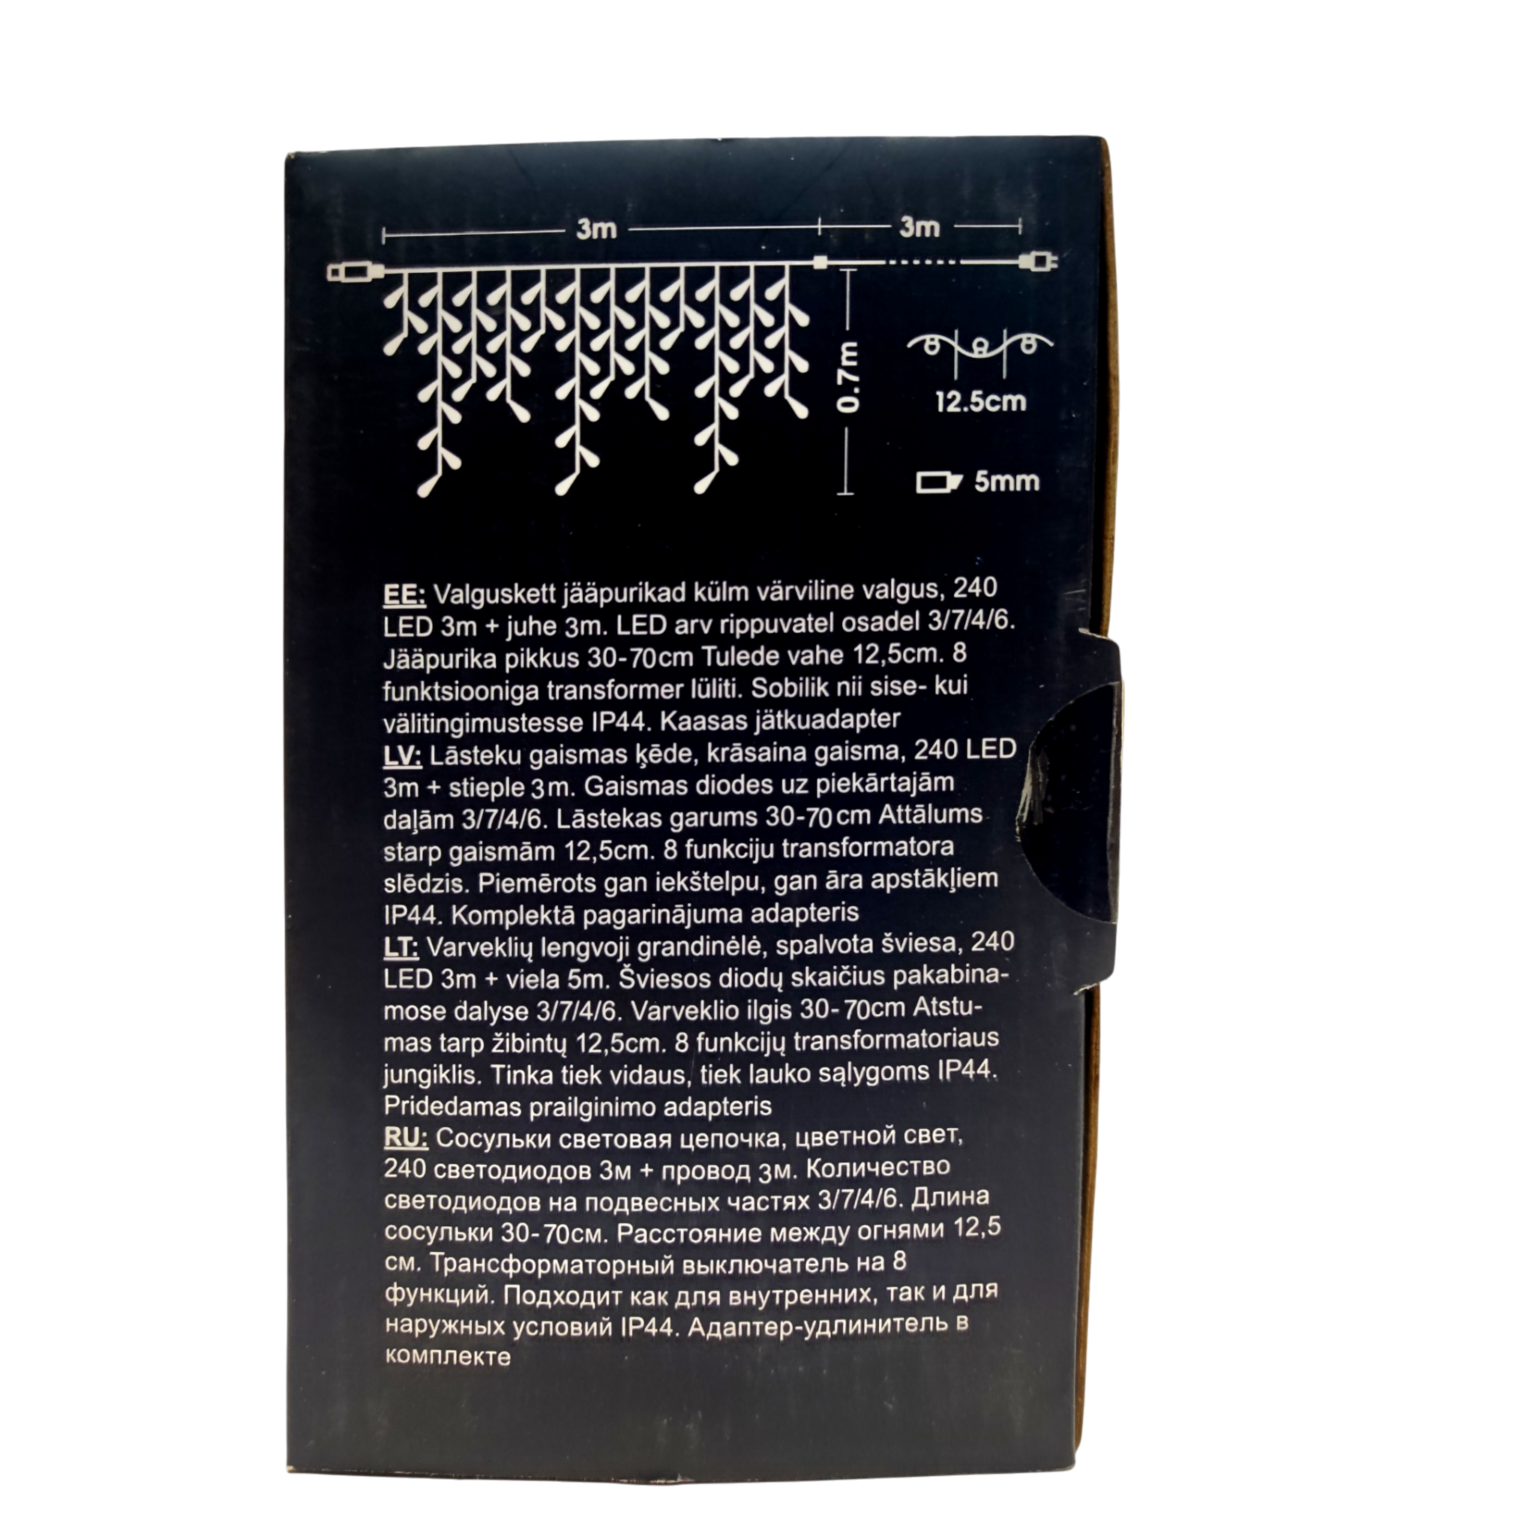 3m 3m
0.7m
12.5cm
5mm
EE: Valguskett jääpurikad külm värviline valgus, 240
LED 3m + juhe 3m. LED arv rippuvatel osadel 3/7/4/6.
Jääpurika pikkus 30-70cm Tulede vahe 12,5cm. 8
funktsiooniga transformer lüliti. Sobilik nii sise- kui
välitingimustesse IP44. Kaasas jätkuadapter
LV: Lāsteku gaismas ķēde, krāsaina gaisma, 240 LED
3m + stieple 3m. Gaismas diodes uz piekārtajām
daļām 3/7/4/6. Lāstekas garums 30-70cm Attālums
starp gaismām 12,5cm. 8 funkciju transformatora
slēdzis. Piemērots gan iekštelpu, gan āra apstākļiem
IP44. Komplektā pagarinājuma adapteris
LT: Varveklių lengvoji grandinėlė, spalvota šviesa, 240
LED 3m + viela 5m. Šviesos diodų skaičius pakabina-
mose dalyse 3/7/4/6. Varveklio ilgis 30-70cm Atstu-
mas tarp žibintų 12,5cm. 8 funkcijų transformatoriaus
jungiklis. Tinka tiek vidaus, tiek lauko sąlygoms IP44.
Pridedamas prailginimo adapteris
RU: Сосульки световая цепочка, цветной свет,
240 светодиодов 3м + провод 3м. Количество
светодиодов на подвесных частях 3/7/4/6. Длина
сосульки 30-70см. Расстояние между огнями 12,5
см. Трансформаторный выключатель на 8
функций. Подходит как для внутренних, так и для
наружных условий IP44. Адаптер-удлинитель в
комплекте